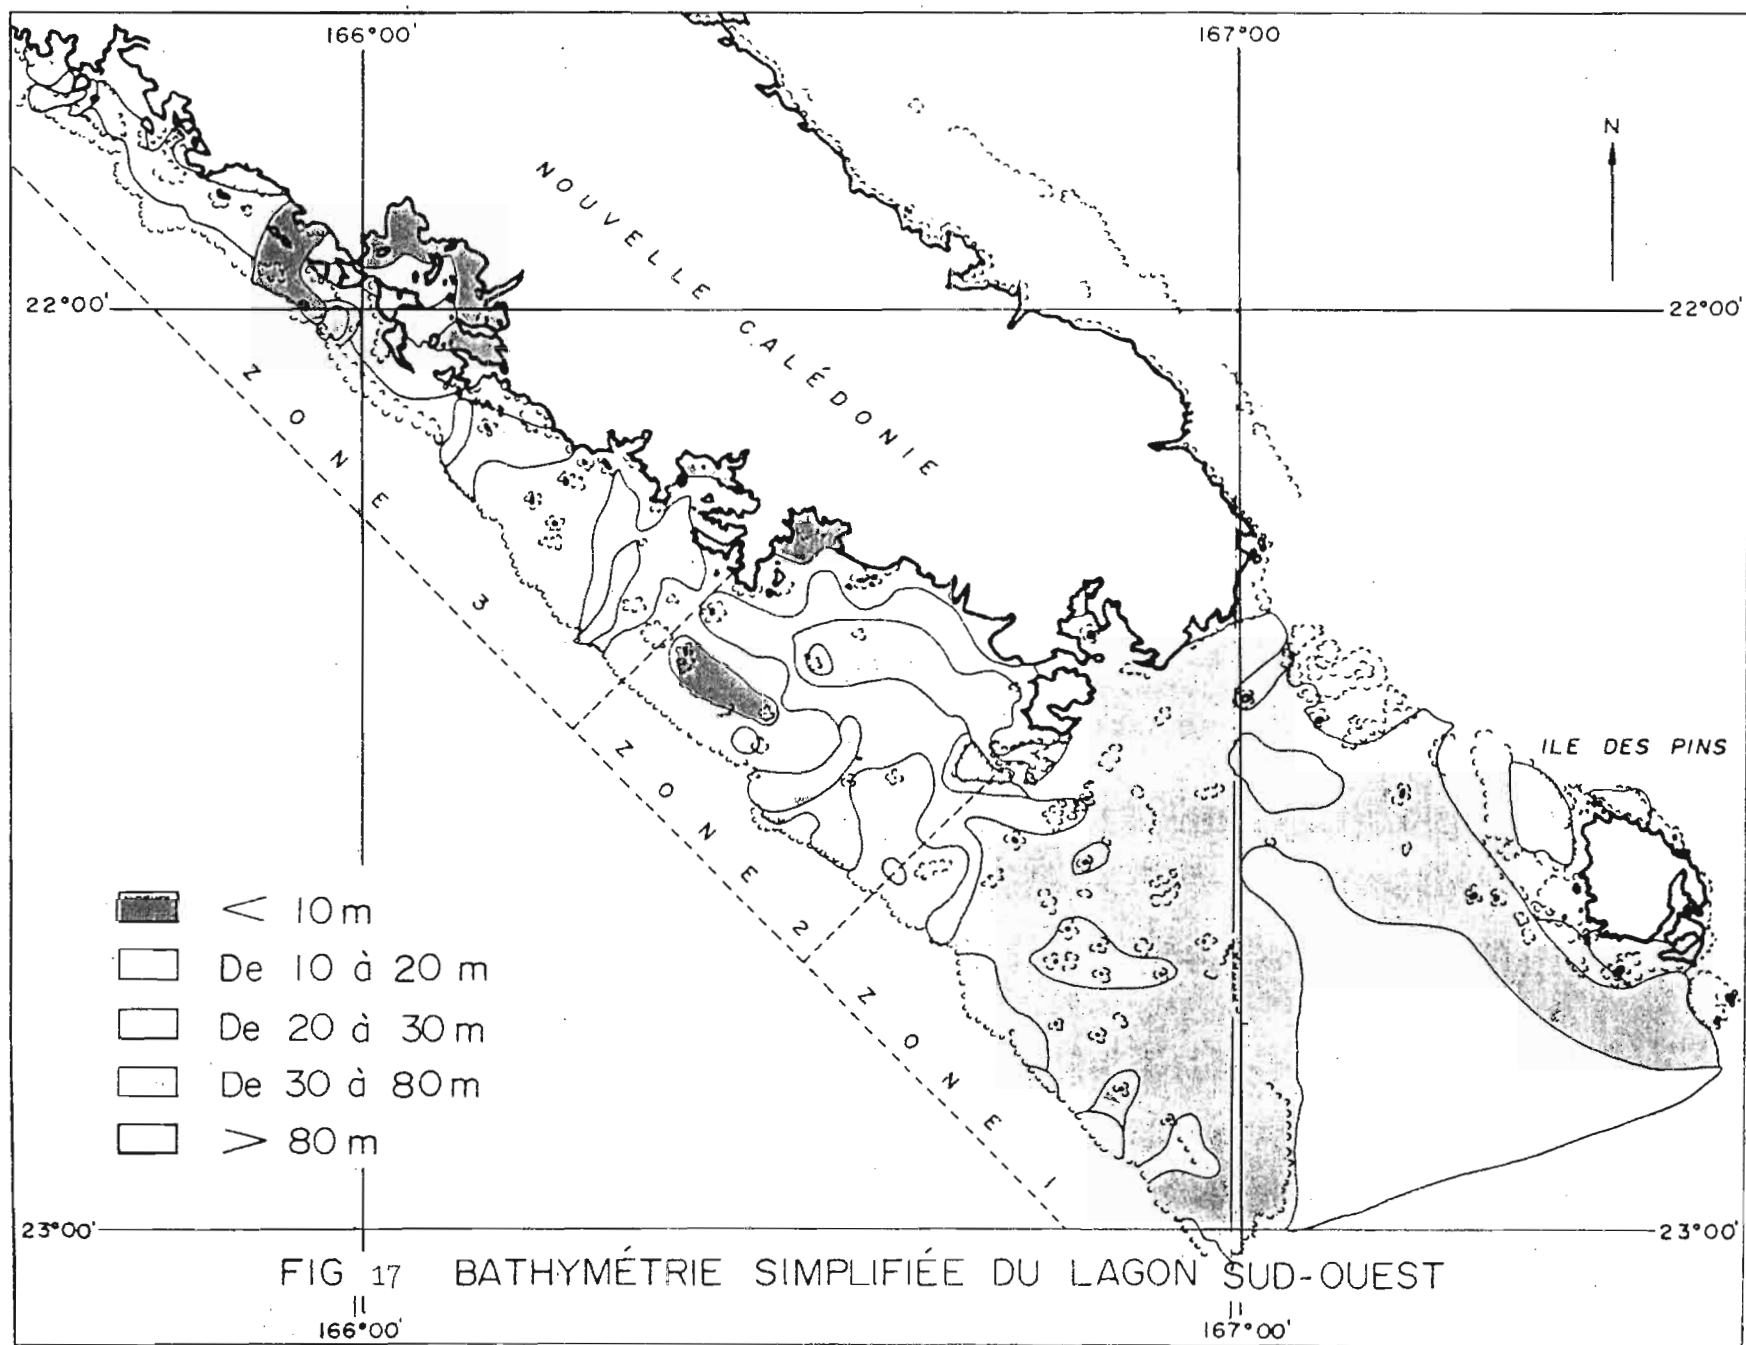 166°00' 167°00
N
NOUVELLE CALÉDONIE
22°00' 22°00'
ZONE 3
ZONE 2
ZONE 1
ILE DES PINS
< 10 m
De 10 à 20 m
De 20 à 30 m
De 30 à 80 m
> 80 m
23°00' 23°00'
FIG 17 BATHYMÉTRIE SIMPLIFIÉE DU LAGON SUD-OUEST
166°00' 167°00'